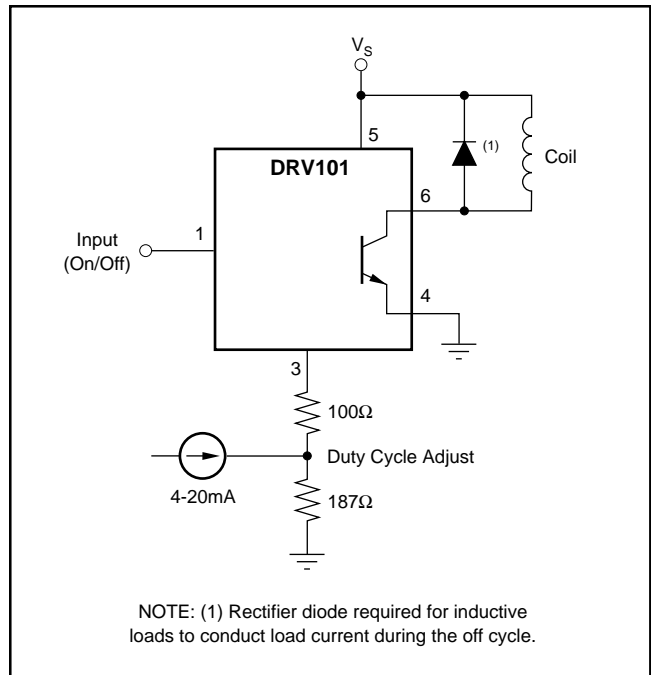 V_S
5
(1)
Coil
DRV101
6
Input
(On/Off)
1
4
3
100Ω
Duty Cycle Adjust
4-20mA
187Ω
NOTE: (1) Rectifier diode required for inductive
loads to conduct load current during the off cycle.